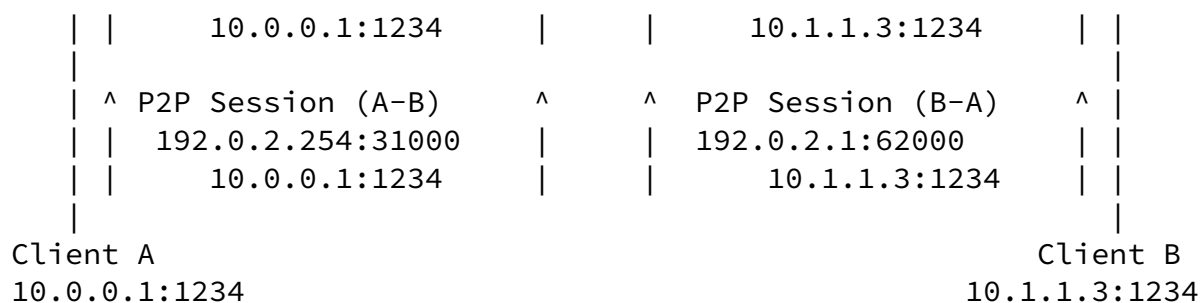 | |     10.0.0.1:1234     |     |     10.1.1.3:1234     | |
|                                                         |
| ^ P2P Session (A-B)     ^     ^  P2P Session (B-A)    ^ |
| |  192.0.2.254:31000    |     |  192.0.2.1:62000      | |
| |     10.0.0.1:1234     |     |      10.1.1.3:1234    | |
|                                                         |
Client A                                           Client B
10.0.0.1:1234                                 10.1.1.3:1234